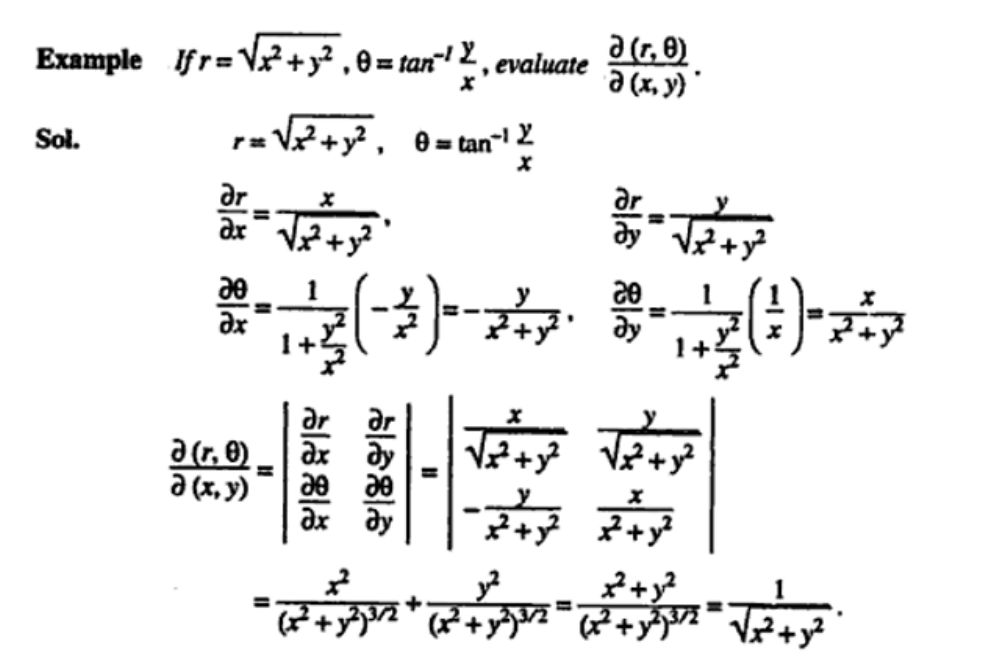 Example If r = √(x² + y²) , θ = tan⁻¹ y/x , evaluate ∂ (r, θ)/∂ (x, y) .
Sol. r = √(x² + y²) , θ = tan⁻¹ y/x
∂r/∂x = x/√(x² + y²) , ∂r/∂y = y/√(x² + y²)
∂θ/∂x = 1/(1 + y²/x²) (− y/x²) = − y/(x² + y²) , ∂θ/∂y = 1/(1 + y²/x²) (1/x) = x/(x² + y²)
∂ (r, θ)/∂ (x, y) = | ∂r/∂x ∂r/∂y ; ∂θ/∂x ∂θ/∂y | = | x/√(x² + y²) y/√(x² + y²) ; − y/(x² + y²) x/(x² + y²) |
= x²/(x² + y²)^3/2 + y²/(x² + y²)^3/2 = (x² + y²)/(x² + y²)^3/2 = 1/√(x² + y²) .